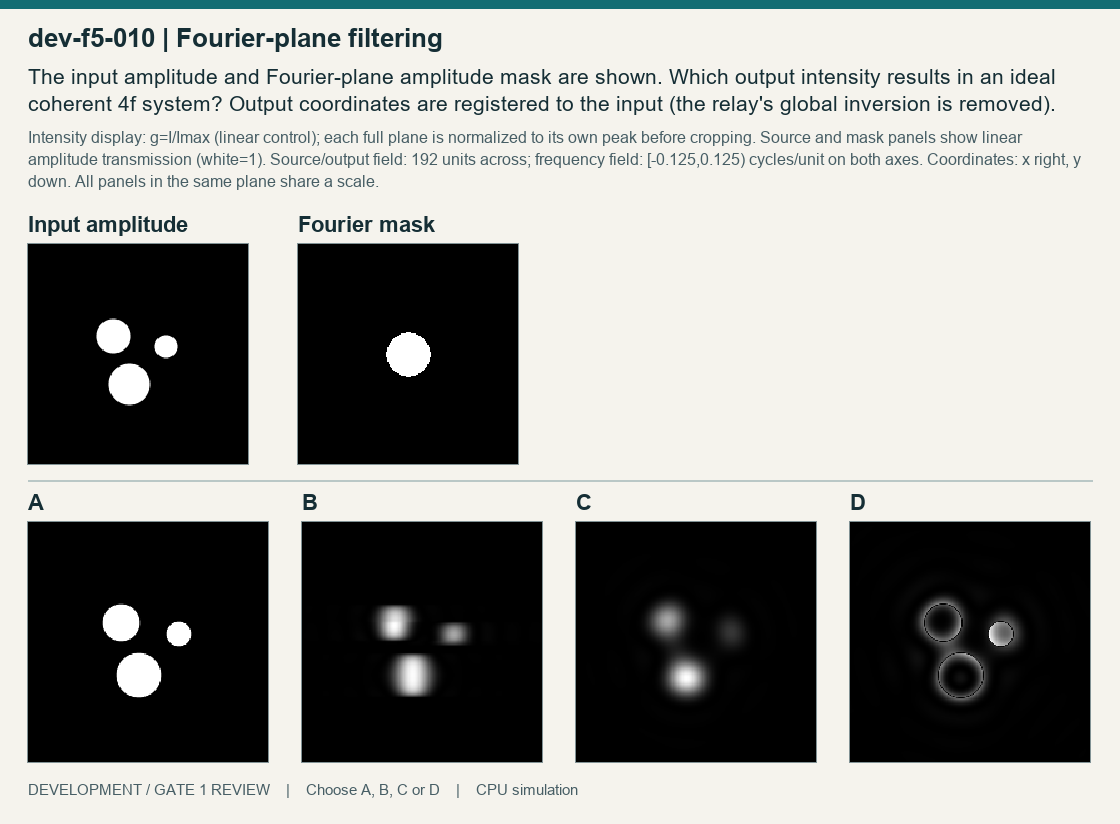 dev-f5-010 | Fourier-plane filtering
The input amplitude and Fourier-plane amplitude mask are shown. Which output intensity results in an ideal
coherent 4f system? Output coordinates are registered to the input (the relay's global inversion is removed).
Intensity display: g=I/Imax (linear control); each full plane is normalized to its own peak before cropping. Source and mask panels show linear
amplitude transmission (white=1). Source/output field: 192 units across; frequency field: [-0.125,0.125) cycles/unit on both axes. Coordinates: x right, y
down. All panels in the same plane share a scale.
Input amplitude
Fourier mask
A
B
C
D
DEVELOPMENT / GATE 1 REVIEW | Choose A, B, C or D | CPU simulation